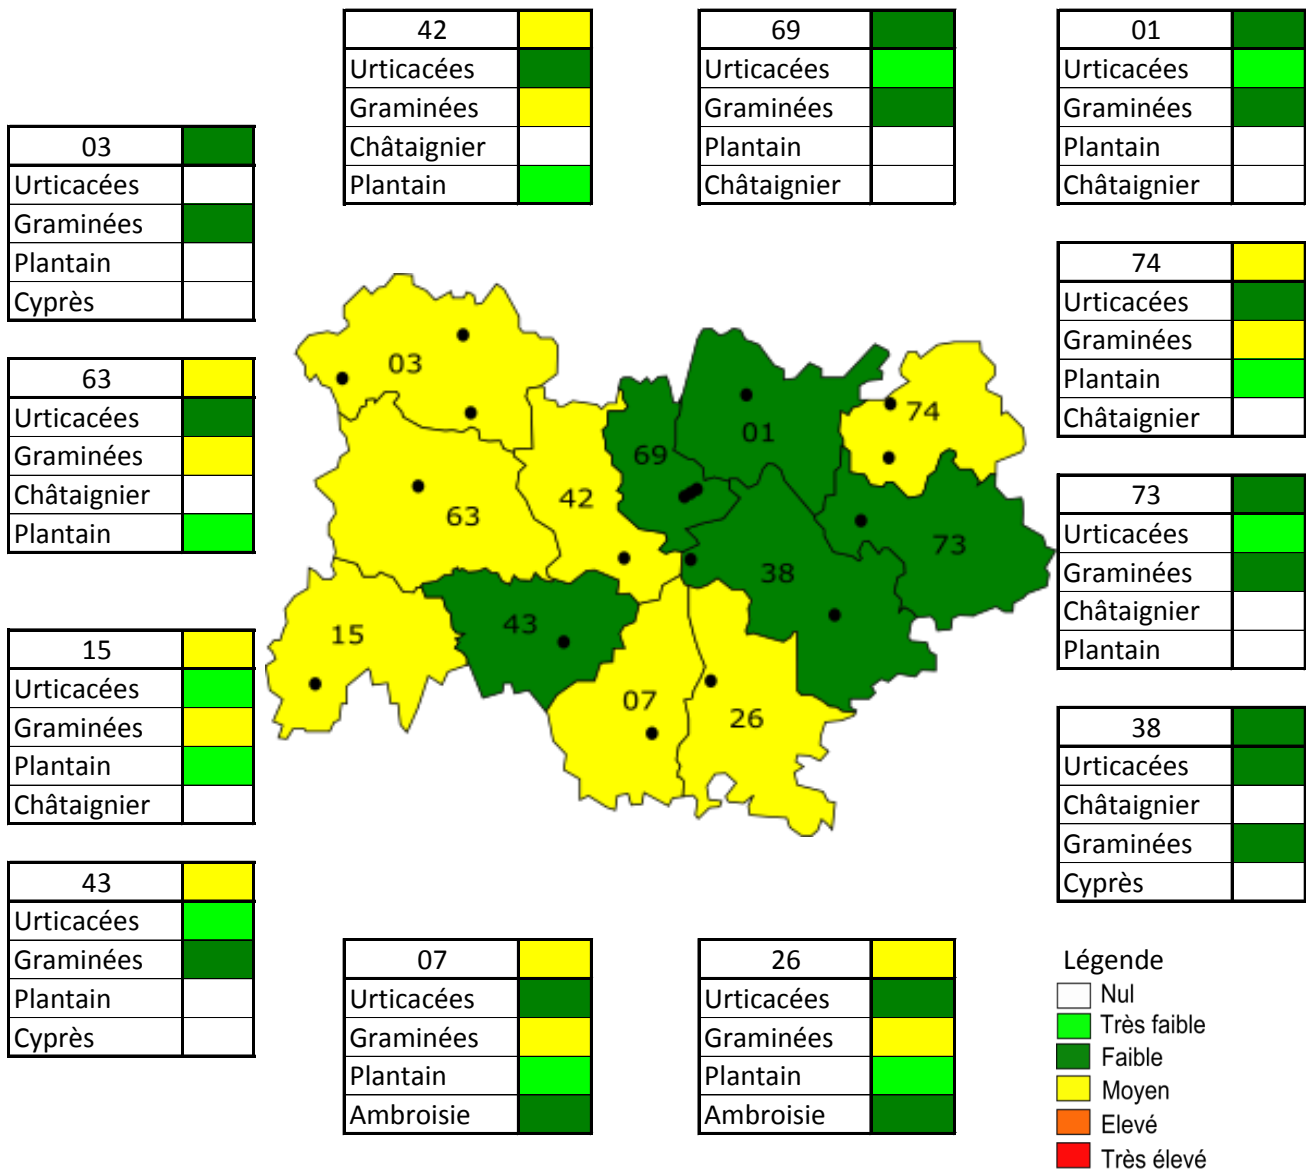 42
Urticacées
Graminées
Châtaignier
Plantain
69
Urticacées
Graminées
Plantain
Châtaignier
01
Urticacées
Graminées
Plantain
Châtaignier
03
Urticacées
Graminées
Plantain
Cyprès
74
Urticacées
Graminées
Plantain
Châtaignier
63
Urticacées
Graminées
Châtaignier
Plantain
03
74
01
69
42
63
73
38
15
43
07
26
73
Urticacées
Graminées
Châtaignier
Plantain
15
Urticacées
Graminées
Plantain
Châtaignier
38
Urticacées
Châtaignier
Graminées
Cyprès
43
Urticacées
Graminées
Plantain
Cyprès
07
Urticacées
Graminées
Plantain
Ambroisie
26
Urticacées
Graminées
Plantain
Ambroisie
Légende
Nul
Très faible
Faible
Moyen
Elevé
Très élevé